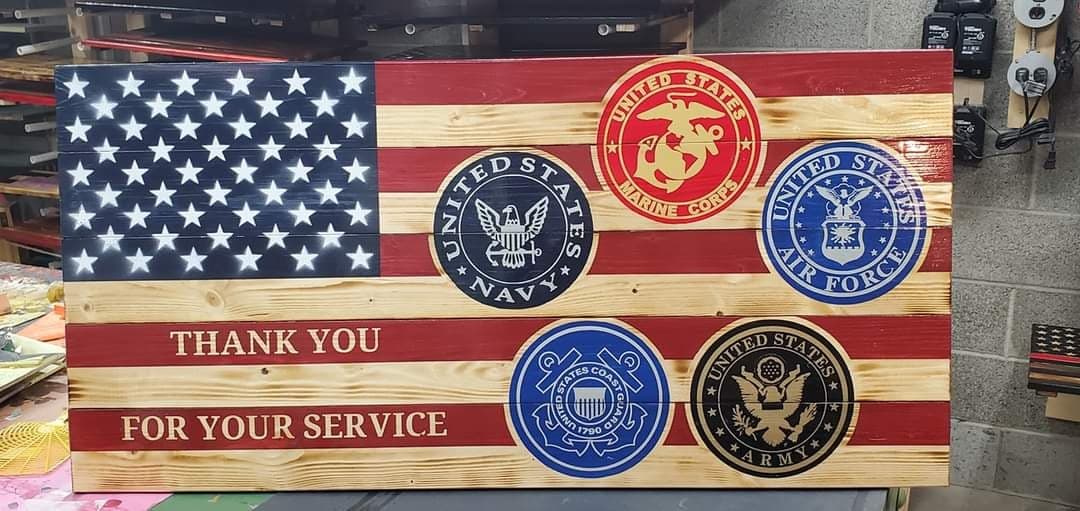 UNITED STATES
MARINE CORPS
UNITED STATES
NAVY
UNITED STATES
AIR FORCE
THANK YOU
FOR YOUR SERVICE
UNITED STATES COAST GUARD
1790
UNITED STATES
ARMY